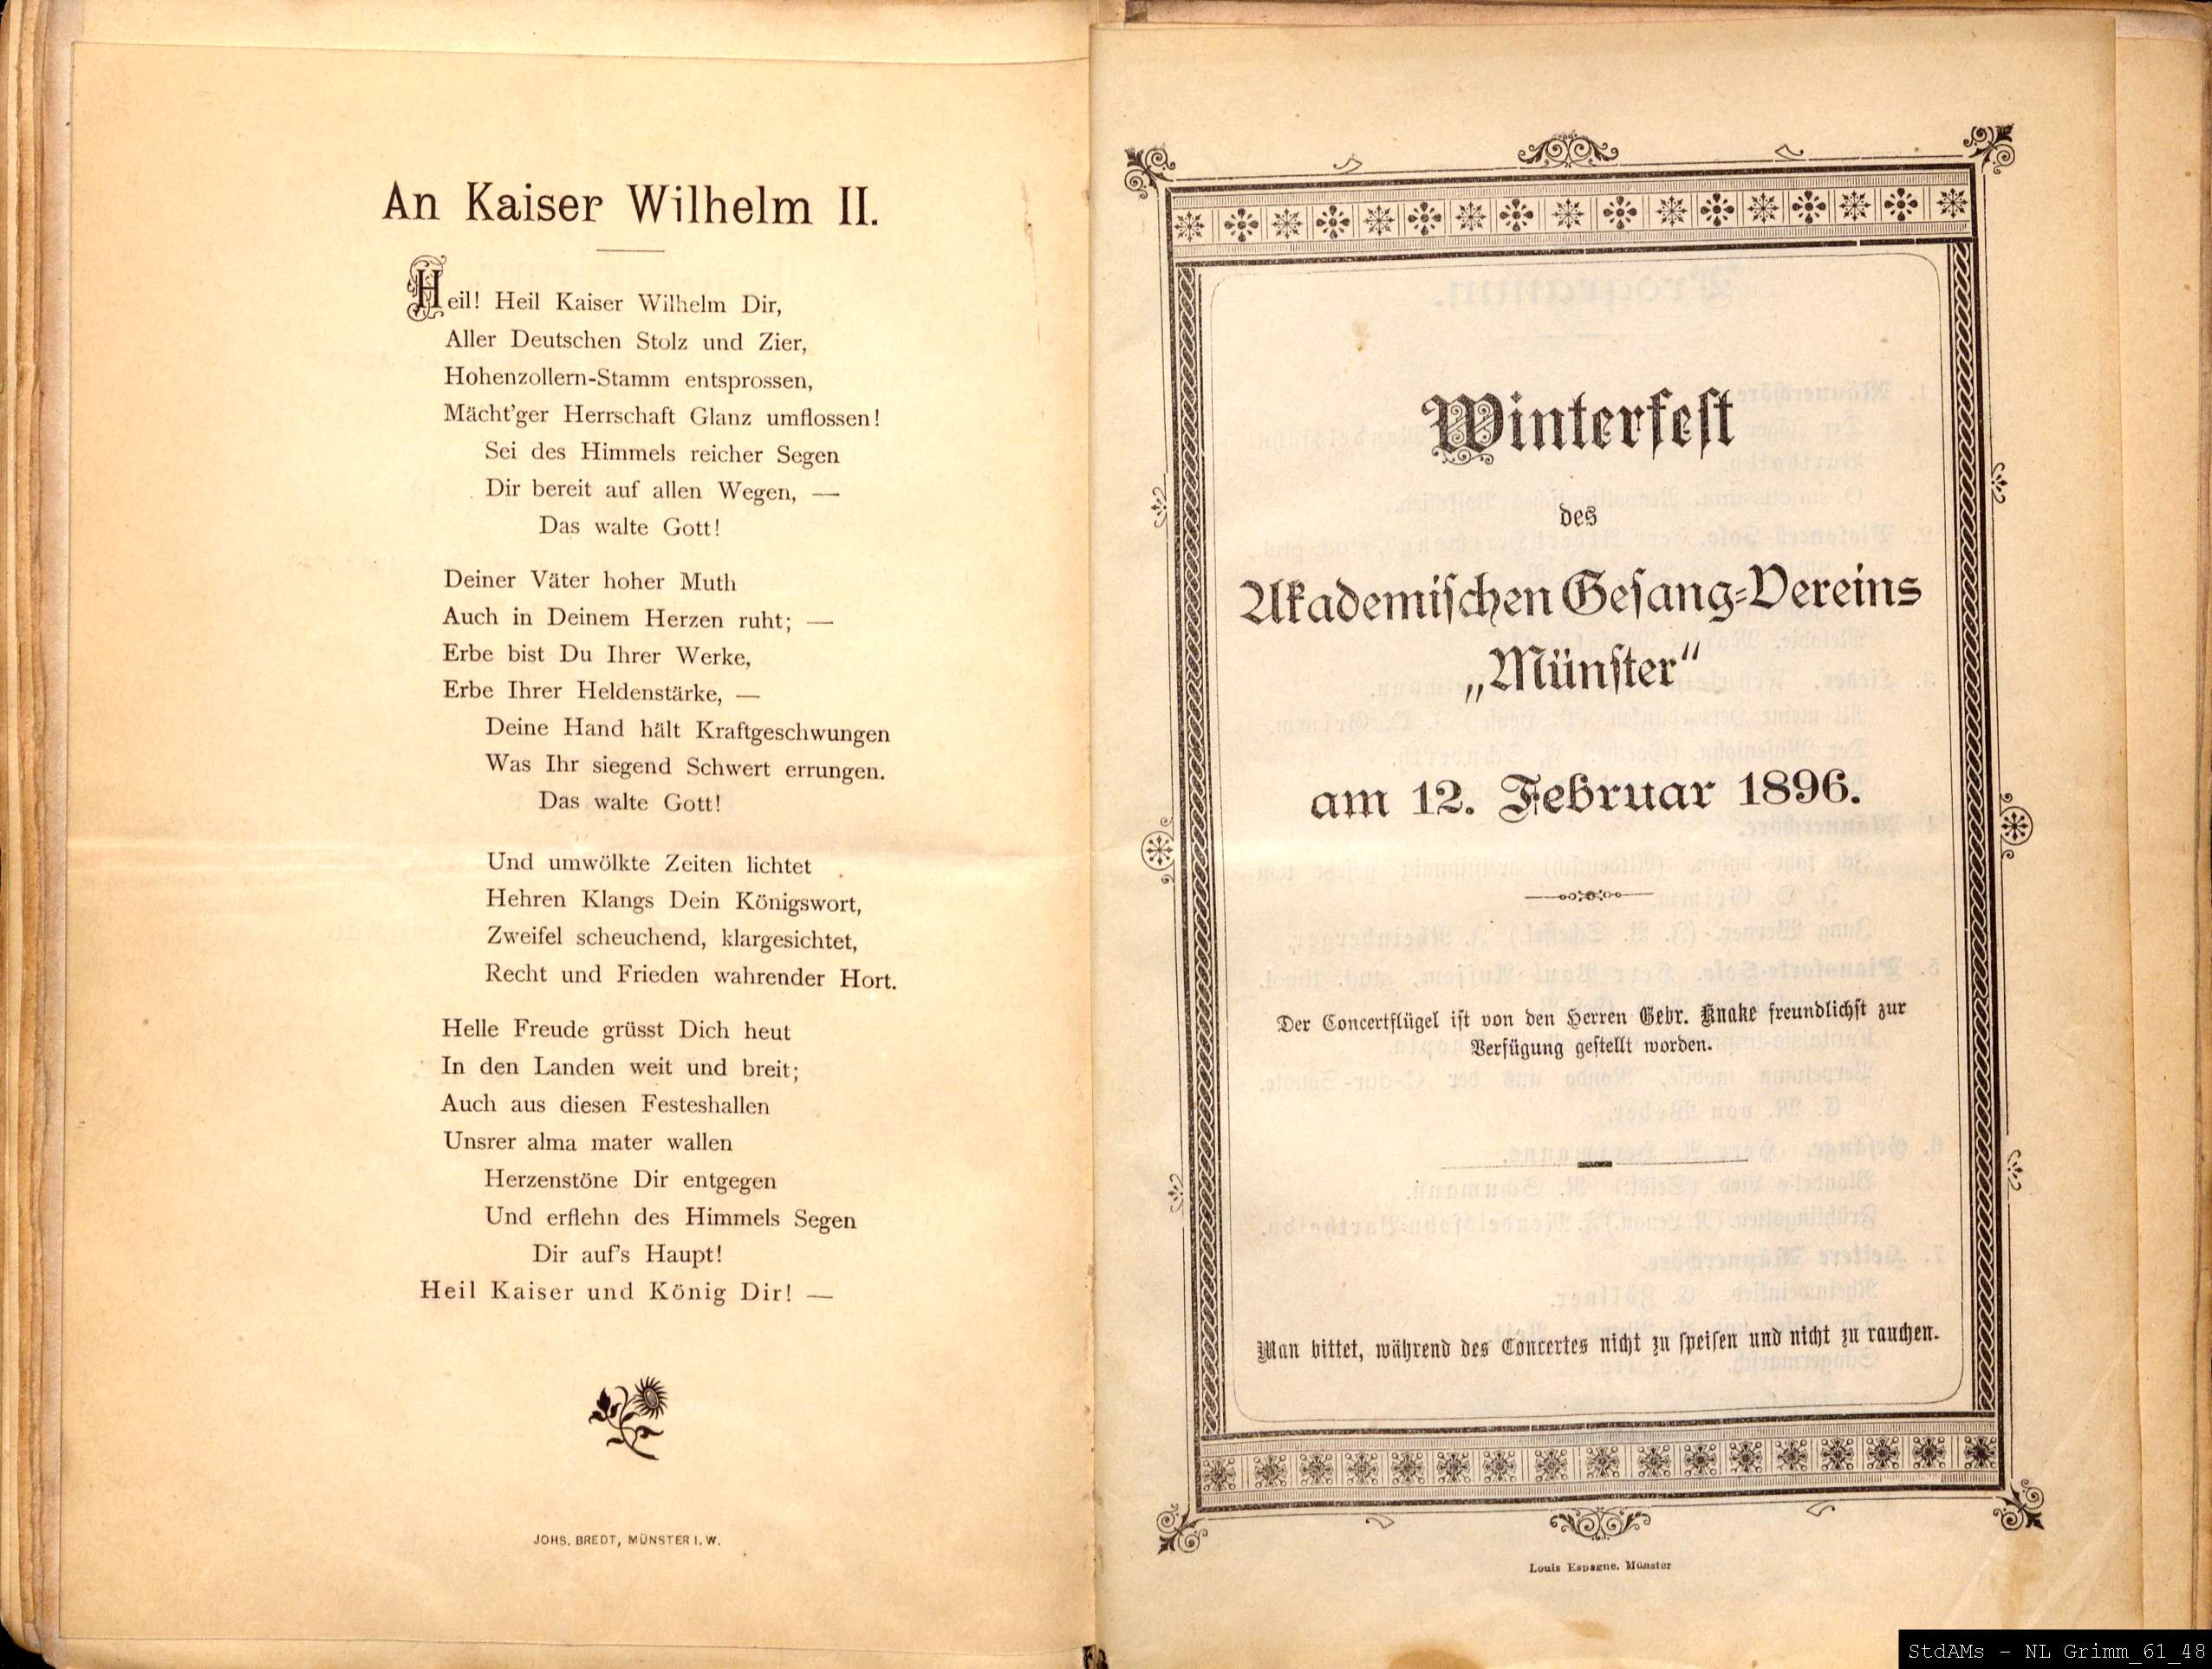 An Kaiser Wilhelm II.
Heil! Heil Kaiser Wilhelm Dir,
Aller Deutschen Stolz und Zier,
Hohenzollern-Stamm entsprossen,
Mächt'ger Herrschaft Glanz umflossen!
Sei des Himmels reicher Segen
Dir bereit auf allen Wegen, —
Das walte Gott!
Deiner Väter hoher Muth
Auch in Deinem Herzen ruht; —
Erbe bist Du Ihrer Werke,
Erbe Ihrer Heldenstärke, —
Deine Hand hält Kraftgeschwungen
Was Ihr siegend Schwert errungen.
Das walte Gott!
Und umwölkte Zeiten lichtet
Hehren Klangs Dein Königswort,
Zweifel scheuchend, klargesichtet,
Recht und Frieden wahrender Hort.
Helle Freude grüsst Dich heut
In den Landen weit und breit;
Auch aus diesen Festeshallen
Unsrer alma mater wallen
Herzenstöne Dir entgegen
Und erflehn des Himmels Segen
Dir auf's Haupt!
Heil Kaiser und König Dir! —
JOHS. BREDT, MÜNSTER I. W.
Winterfest
des
Akademischen Gesang-Vereins
„Münster“
am 12. Februar 1896.
Der Concertflügel ist von den Herren Gebr. Knake freundlichst zur
Verfügung gestellt worden.
Man bittet, während des Concertes nicht zu speisen und nicht zu rauchen.
Louis Espagne, Münster
StdAMs - NL Grimm_61_48